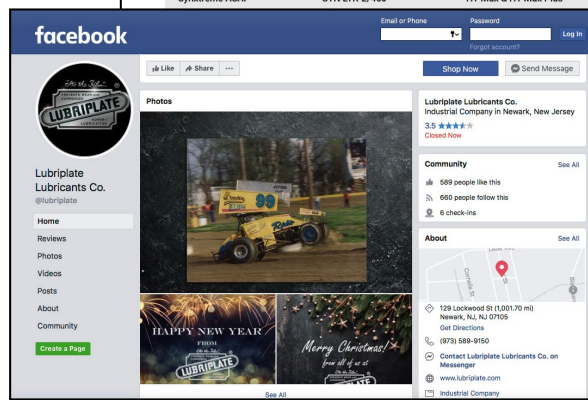 facebook
Email or Phone
Password
Log In
Forgot account?
Like
Share
Shop Now
Send Message
LUBRIPLATE
Lubriplate
Lubricants Co.
@lubriplate
Home
Reviews
Photos
Videos
Posts
About
Community
Create a Page
Photos
99
HAPPY NEW YEAR
FROM
LUBRIPLATE
Merry Christmas!
from all of us at
LUBRIPLATE
See All
Lubriplate Lubricants Co.
Industrial Company in Newark, New Jersey
3.5
Closed Now
Community
See All
589 people like this
660 people follow this
6 check-ins
About
See All
Cornelia St
129 Lockwood St (1,001.70 mi)
Newark, NJ, NJ 07105
Get Directions
(973) 589-9150
Contact Lubriplate Lubricants Co. on
Messenger
www.lubriplate.com
Industrial Company